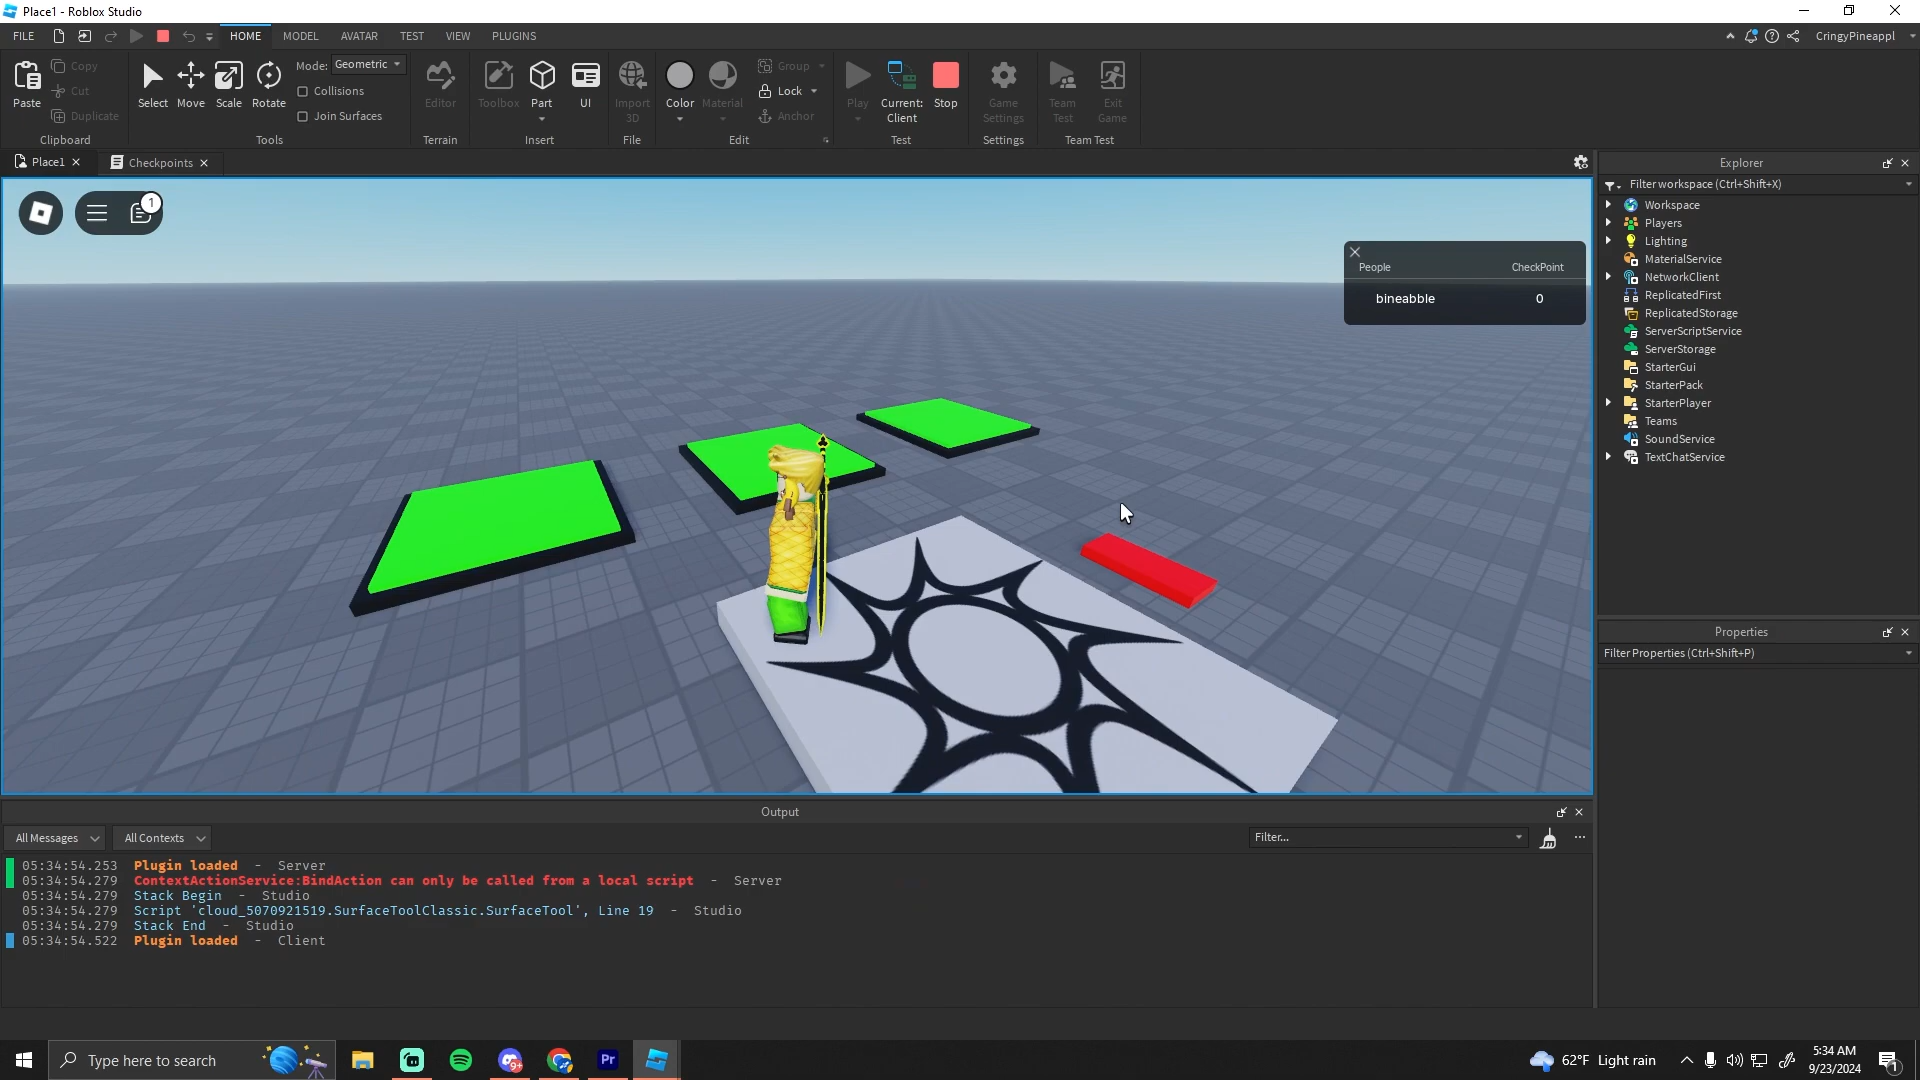 Place1 - Roblox Studio
FILE HOME MODEL AVATAR TEST VIEW PLUGINS CringyPineappl
Paste Copy Cut Duplicate Clipboard
Select Move Scale Rotate Mode: Geometric Collisions Join Surfaces Tools
Editor Terrain
Toolbox Part UI Insert
Import 3D File
Color Material Group Lock Anchor Edit
Play Current: Client Stop Test
Game Settings Settings
Team Test Exit Game Team Test
Place1 Checkpoints
1
People CheckPoint
bineabble 0
Explorer
Filter workspace (Ctrl+Shift+X)
Workspace
Players
Lighting
MaterialService
NetworkClient
ReplicatedFirst
ReplicatedStorage
ServerScriptService
ServerStorage
StarterGui
StarterPack
StarterPlayer
Teams
SoundService
TextChatService
Properties
Filter Properties (Ctrl+Shift+P)
Output
All Messages All Contexts Filter...
05:34:54.253 Plugin loaded - Server
05:34:54.279 ContextActionService:BindAction can only be called from a local script - Server
05:34:54.279 Stack Begin - Studio
05:34:54.279 Script 'cloud_5070921519.SurfaceToolClassic.SurfaceTool', Line 19 - Studio
05:34:54.279 Stack End - Studio
05:34:54.522 Plugin loaded - Client
Type here to search 9+ Pr 62°F Light rain 5:34 AM 1
9/23/2024